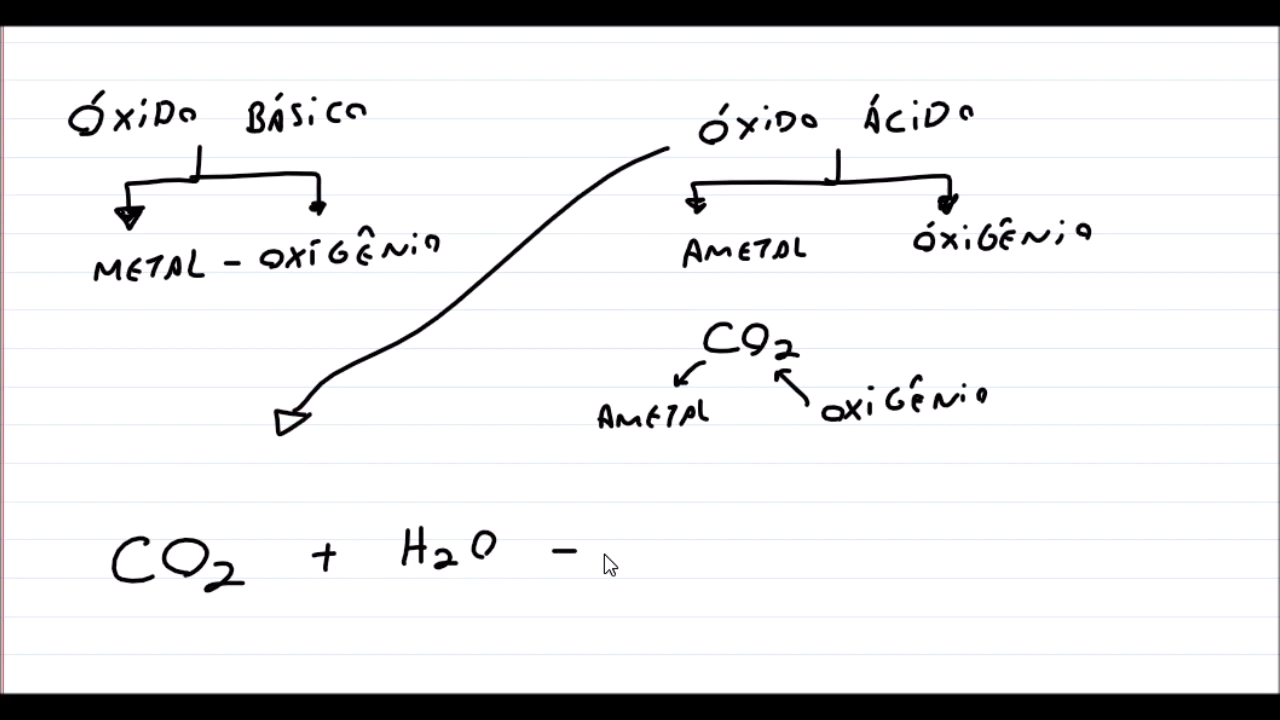 ÓXIDO BÁSICO
METAL - OXIGÊNIO
ÓXIDO ÁCIDO
AMETAL ÓXIGÊNIO
CO2
AMETAL OXIGÊNIO
CO2 + H2O -